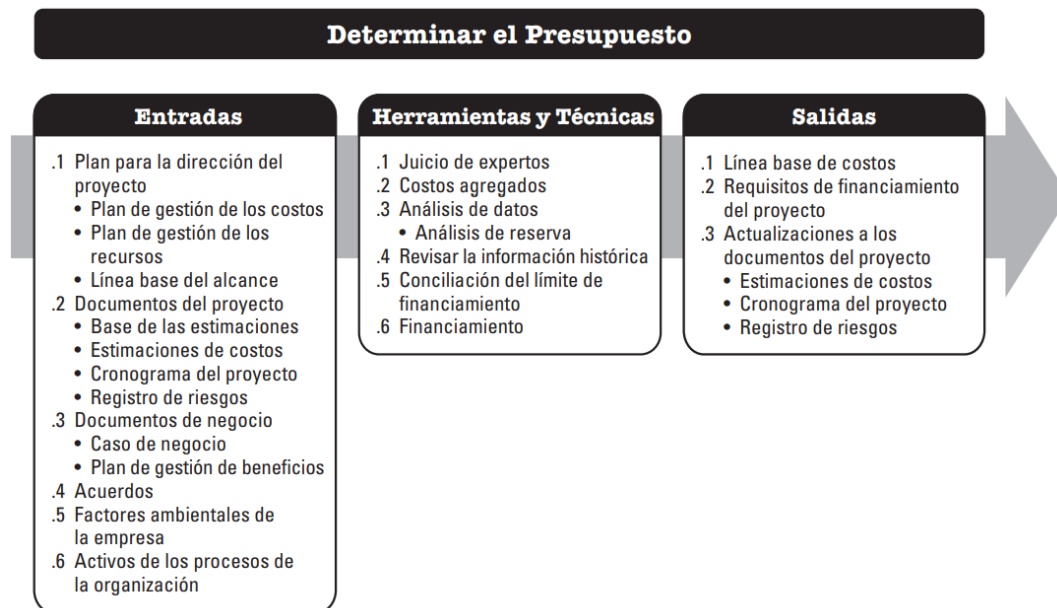 Determinar el Presupuesto
Entradas
.1 Plan para la dirección del
proyecto
• Plan de gestión de los costos
• Plan de gestión de los
recursos
• Línea base del alcance
.2 Documentos del proyecto
• Base de las estimaciones
• Estimaciones de costos
• Cronograma del proyecto
• Registro de riesgos
.3 Documentos de negocio
• Caso de negocio
• Plan de gestión de beneficios
.4 Acuerdos
.5 Factores ambientales de
la empresa
.6 Activos de los procesos de
la organización
Herramientas y Técnicas
.1 Juicio de expertos
.2 Costos agregados
.3 Análisis de datos
• Análisis de reserva
.4 Revisar la información histórica
.5 Conciliación del límite de
financiamiento
.6 Financiamiento
Salidas
.1 Línea base de costos
.2 Requisitos de financiamiento
del proyecto
.3 Actualizaciones a los
documentos del proyecto
• Estimaciones de costos
• Cronograma del proyecto
• Registro de riesgos